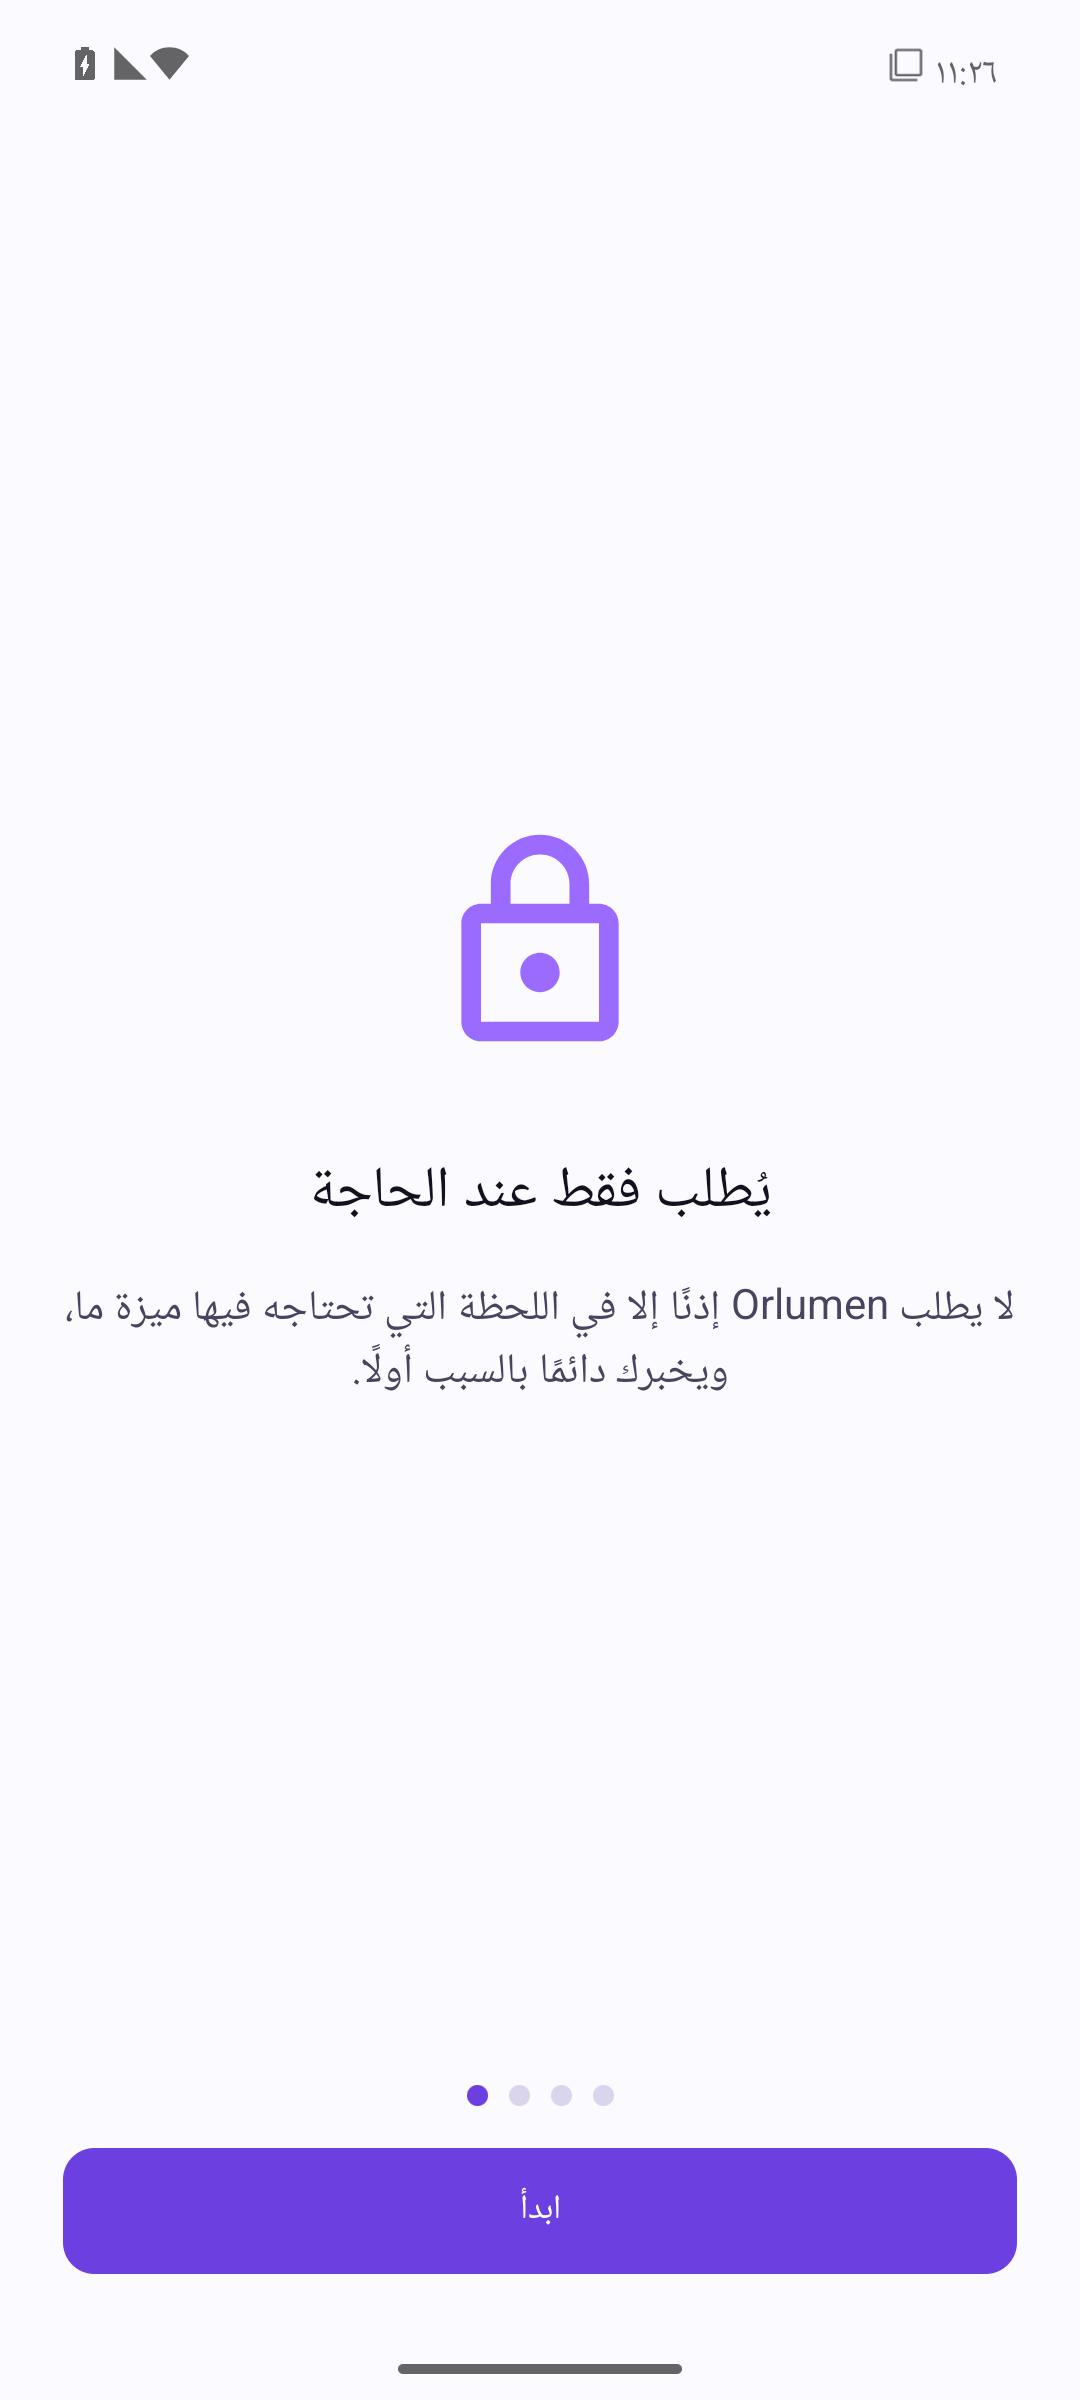 ١١:٢٦
يُطلب فقط عند الحاجة
لا يطلب Orlumen إذنًا إلا في اللحظة التي تحتاجه فيها ميزة ما،
ويخبرك دائمًا بالسبب أولًا.
ابدأ